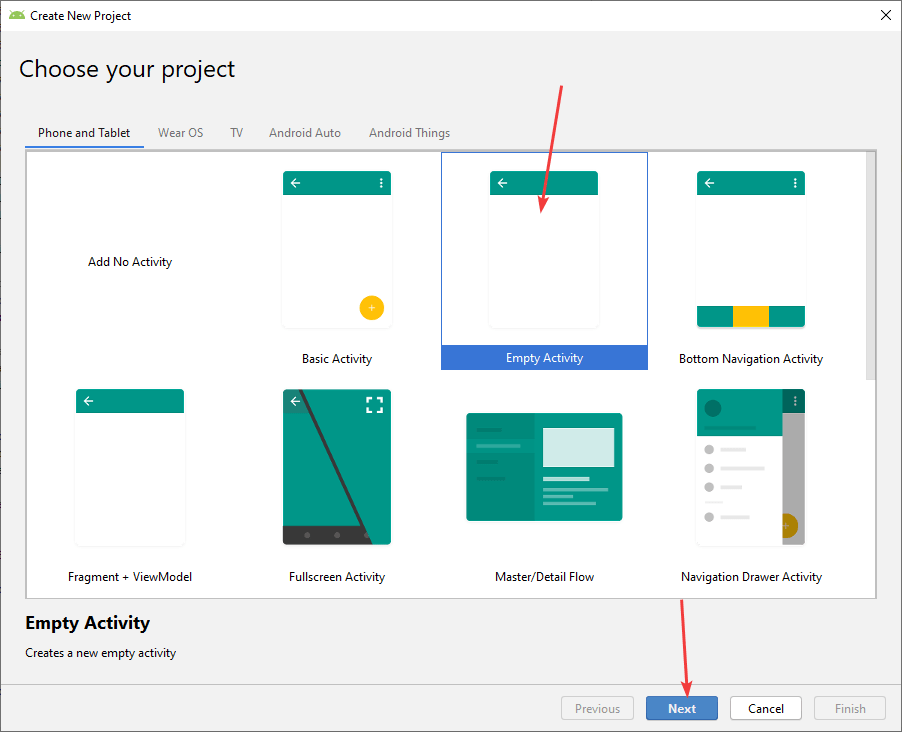 Create New Project
Choose your project
Phone and Tablet
Wear OS
TV
Android Auto
Android Things
Add No Activity
Basic Activity
Empty Activity
Bottom Navigation Activity
Fragment + ViewModel
Fullscreen Activity
Master/Detail Flow
Navigation Drawer Activity
Empty Activity
Creates a new empty activity
Previous
Next
Cancel
Finish